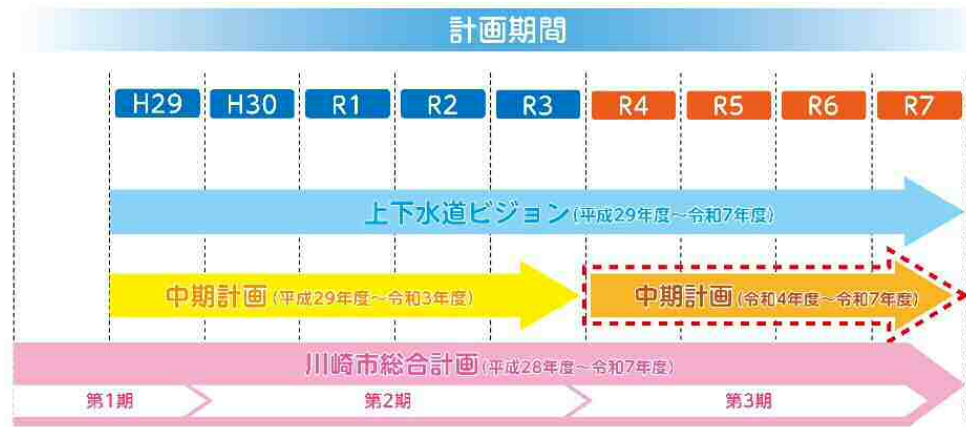 計画期間
H29 H30 R1 R2 R3 R4 R5 R6 R7
上下水道ビジョン(平成29年度～令和7年度)
中期計画(平成29年度～令和3年度) 中期計画(令和4年度～令和7年度)
川崎市総合計画(平成28年度～令和7年度)
第1期 第2期 第3期